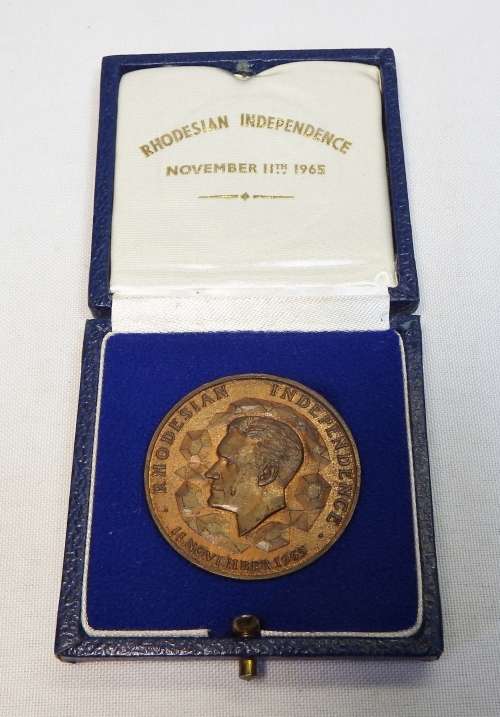 RHODESIAN INDEPENDENCE
NOVEMBER 11TH 1965
RHODESIAN INDEPENDENCE
11 NOVEMBER 1965